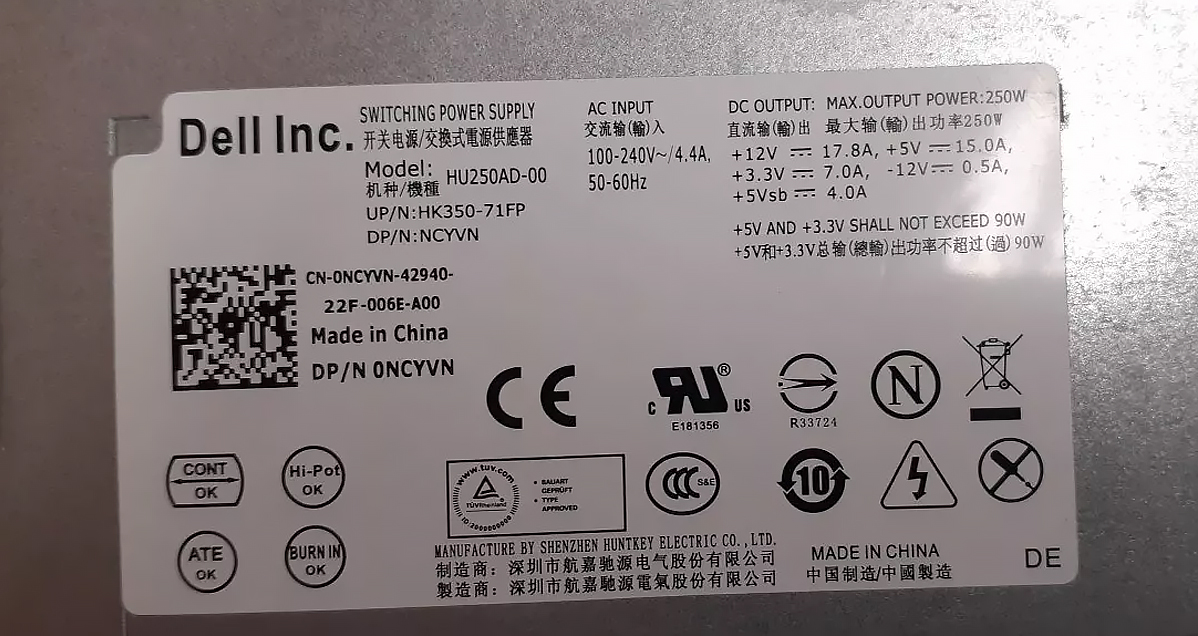 Dell Inc.
SWITCHING POWER SUPPLY
开关电源/交換式電源供應器
Model: HU250AD-00
机种/機種
UP/N:HK350-71FP
DP/N:NCYVN
AC INPUT
交流输(輸)入
100-240V~/4.4A,
50-60Hz
DC OUTPUT: MAX.OUTPUT POWER:250W
直流输(輸)出 最大输(輸)出功率250W
+12V ⎓ 17.8A, +5V ⎓ 15.0A,
+3.3V ⎓ 7.0A, -12V ⎓ 0.5A,
+5Vsb ⎓ 4.0A
+5V AND +3.3V SHALL NOT EXCEED 90W
+5V和+3.3V总输(總輸)出功率不超过(過)90W
CN-0NCYVN-42940-
22F-006E-A00
Made in China
DP/N 0NCYVN
CE
c RU ® US
E181356
R33724
N
CONT
OK
Hi-Pot
OK
ATE
OK
BURN IN
OK
www.tuv.com
TÜVRheinland
ID:2000000000
• BAUART
GEPRÜFT
• TYPE
APPROVED
CCC S&E
10
MANUFACTURE BY SHENZHEN HUNTKEY ELECTRIC CO.,LTD.
制造商：深圳市航嘉驰源电气股份有限公司
製造商：深圳市航嘉馳源電氣股份有限公司
MADE IN CHINA
中国制造/中國製造
DE